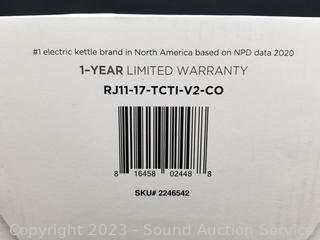 #1 electric kettle brand in North America based on NPD data 2020
1-YEAR LIMITED WARRANTY
RJ11-17-TCTI-V2-CO
8 16458 02448 8
SKU# 2246542
Copyright 2023 - Sound Auction Service